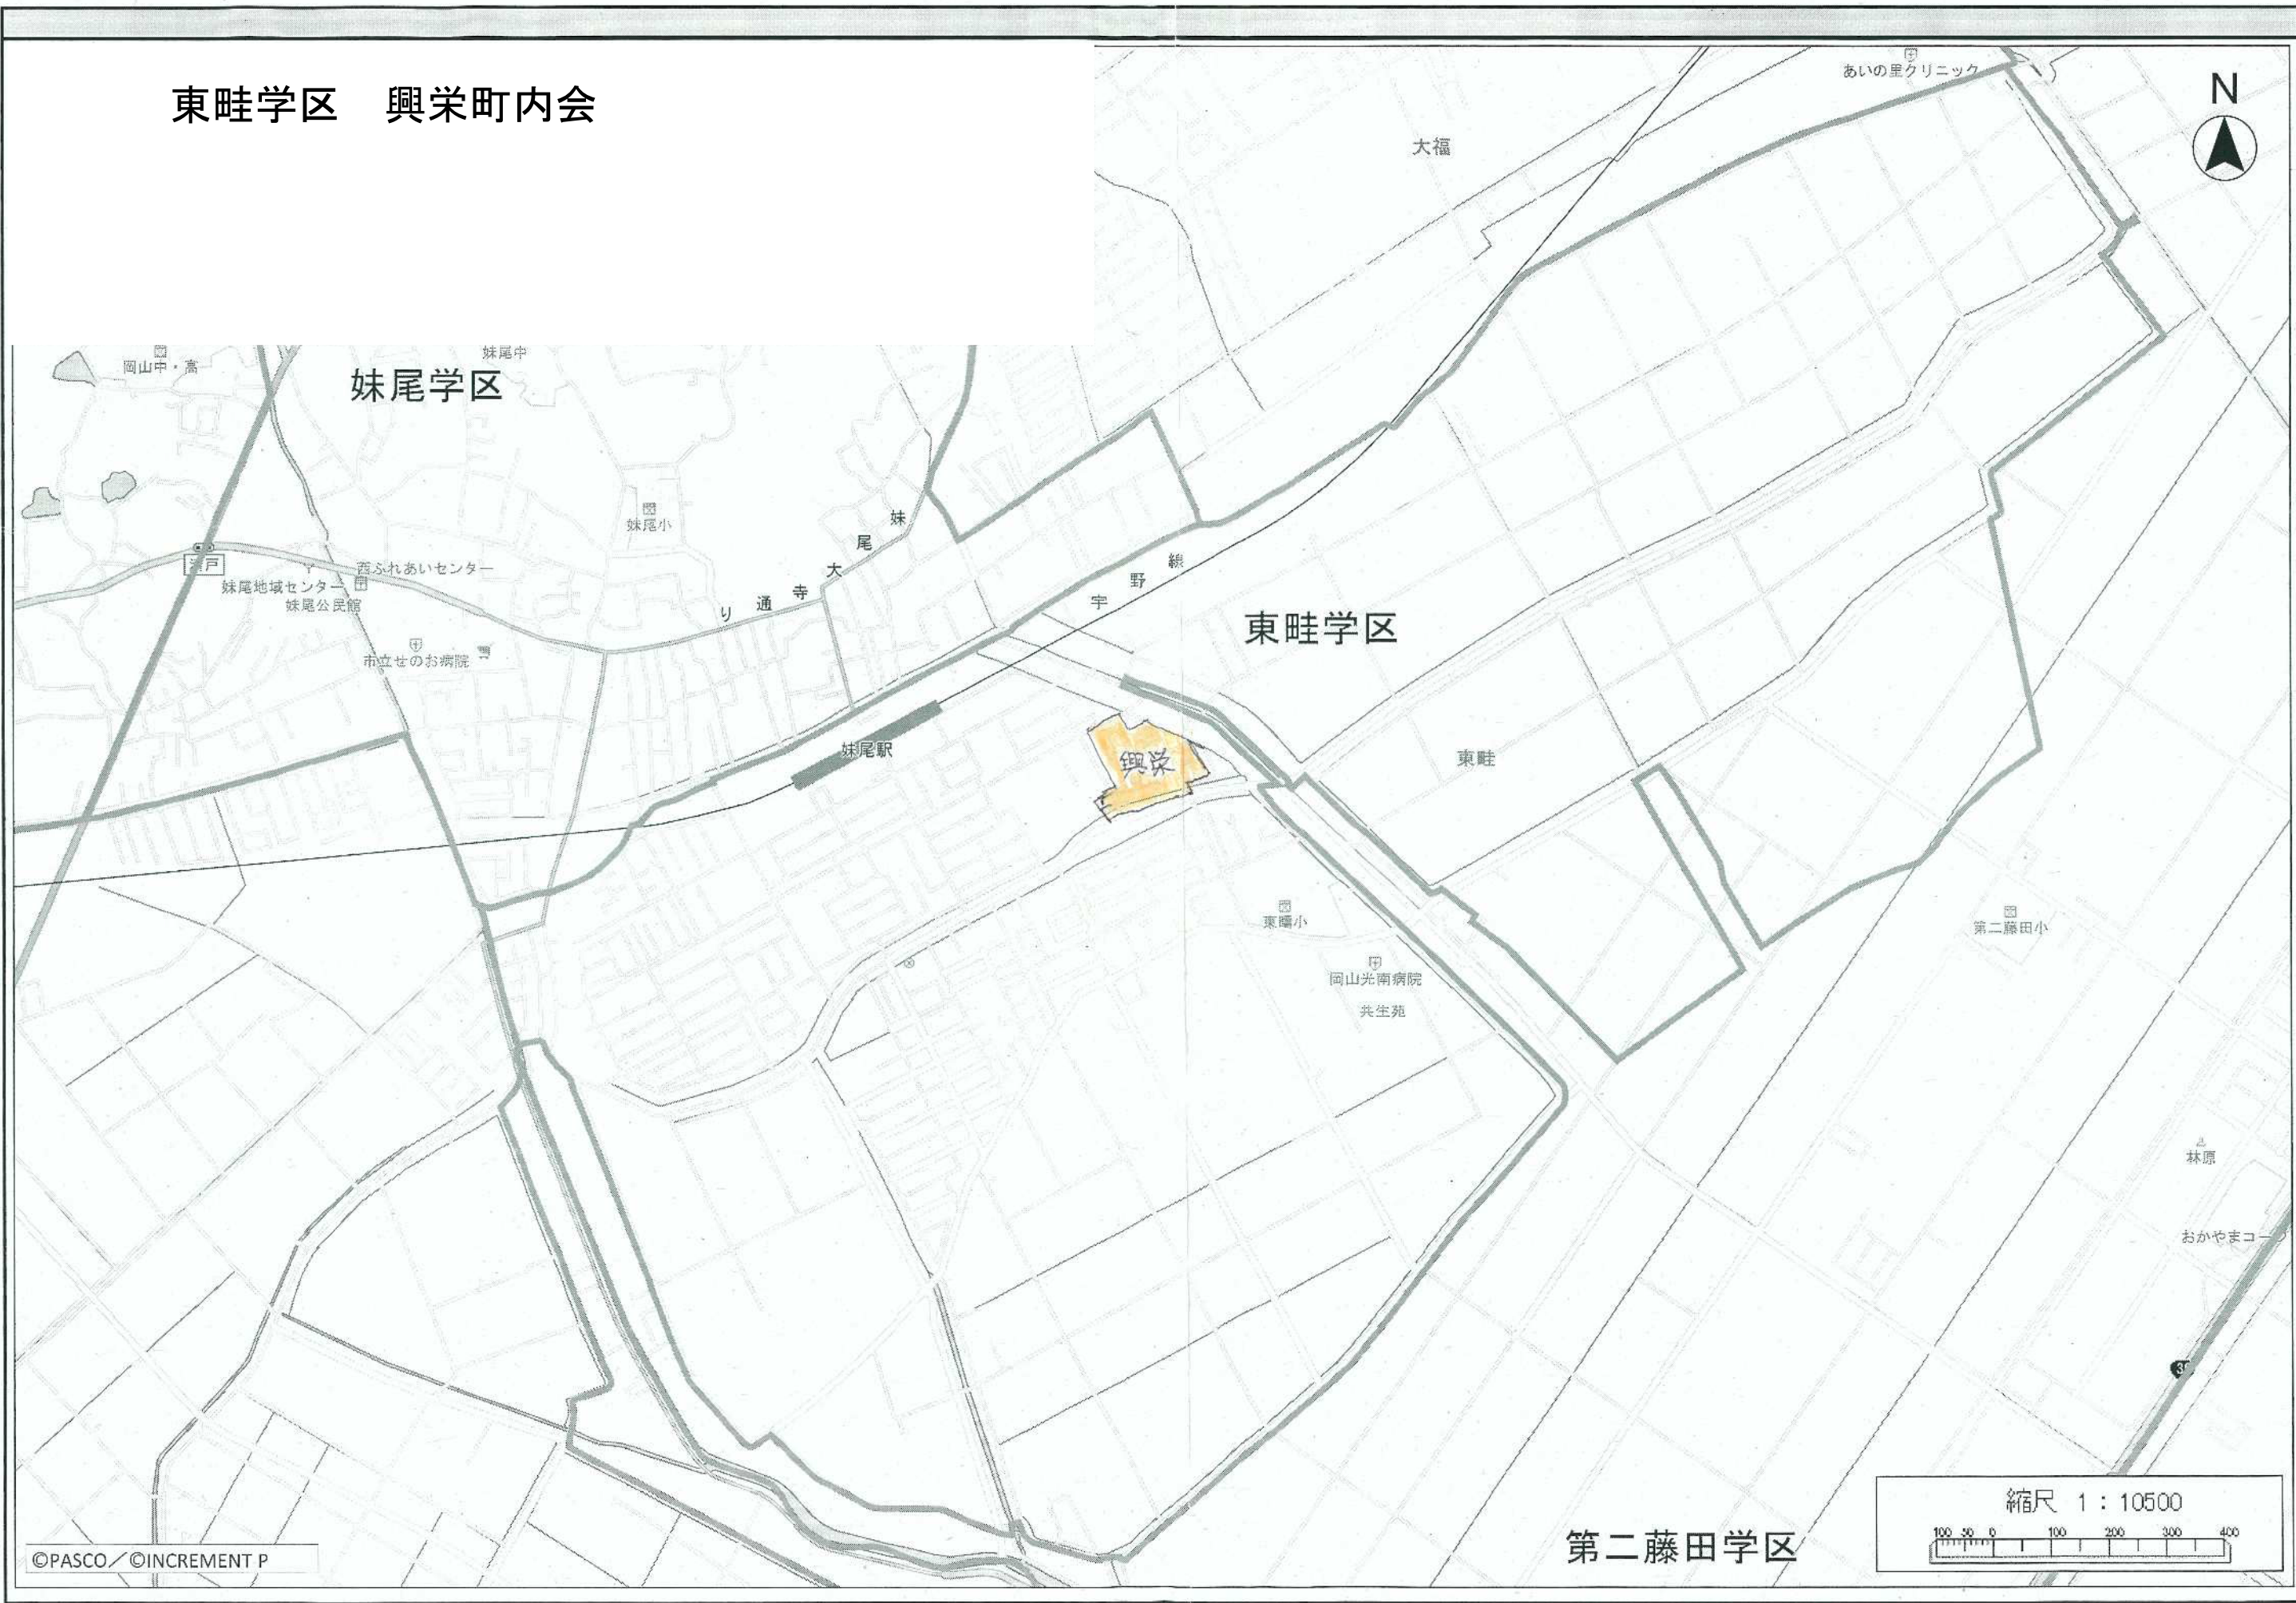 東畦学区　興栄町内会
あいの里クリニック
N
大福
岡山中・高
妹尾中
妹尾学区
妹尾小
妹尾大寺通り
西ふれあいセンター
妹尾地域センター
妹尾公民館
市立せのお病院
宇野線
東畦学区
妹尾駅
興栄
東畦
東疇小
第二藤田小
岡山光南病院
共生苑
林原
おかやまコー
縮尺 1：10500
100 50 0 100 200 300 400
第二藤田学区
©PASCO／©INCREMENT P